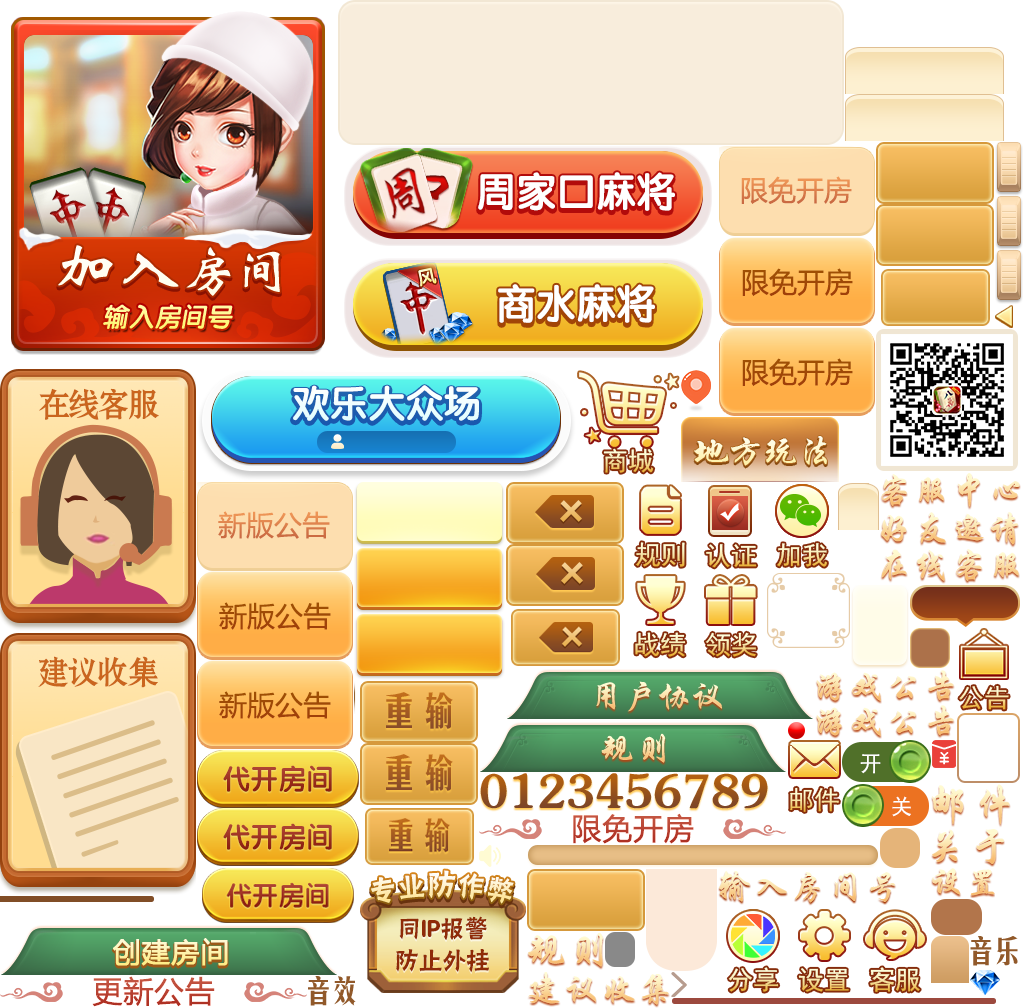 加入房间
输入房间号
周
中
周家口麻将
风
中
商水麻将
限免开房
限免开房
限免开房
在线客服
欢乐大众场
商城
地方玩法
新版公告
新版公告
新版公告
规则
认证
加我
战绩
领奖
客服中心
好友邀请
在线客服
公告
建议收集
用户协议
规则
游戏公告
游戏公告
重输
重输
重输
代开房间
代开房间
代开房间
0123456789
限免开房
邮件
开
关
邮件
关于
设置
专业防作弊
同IP报警
防止外挂
输入房间号
规则
建议收集
分享
设置
客服
音乐
创建房间
更新公告
音效